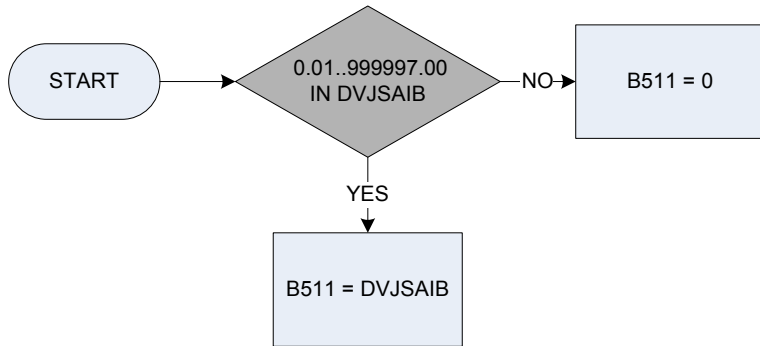 START
0.01..999997.00
IN DVJSAIB
NO
B511 = 0
YES
B511 = DVJSAIB